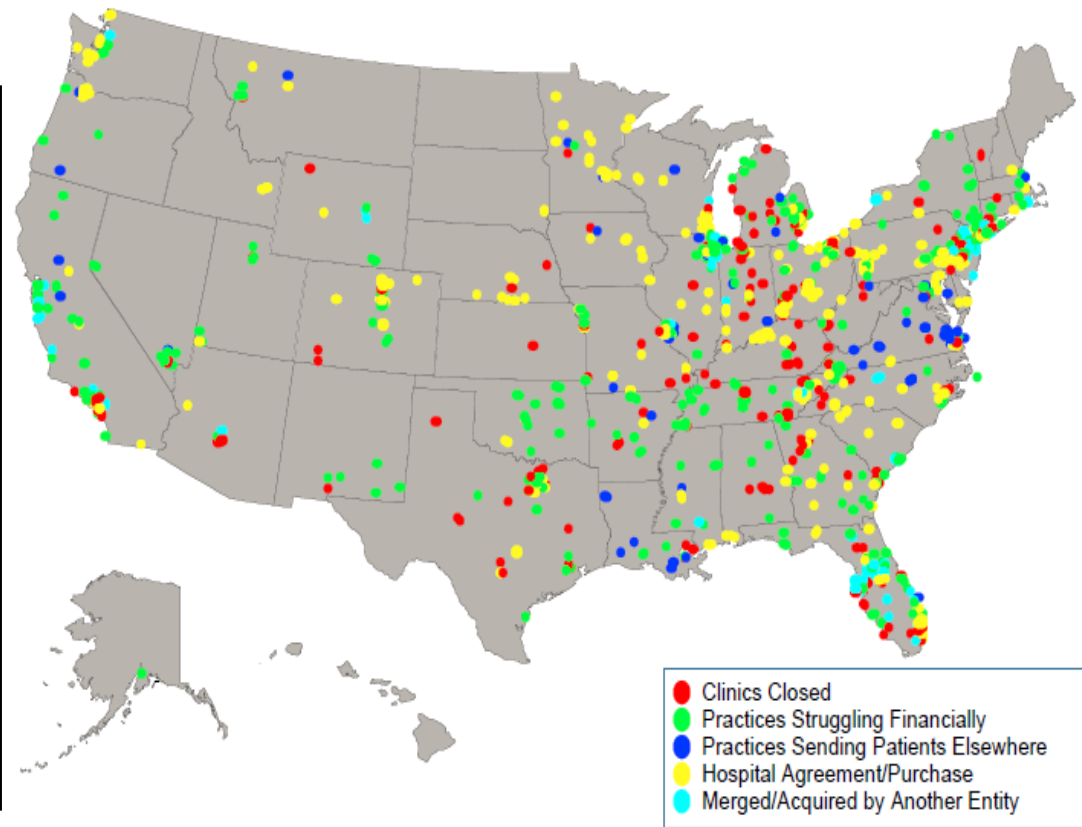 Clinics Closed
Practices Struggling Financially
Practices Sending Patients Elsewhere
Hospital Agreement/Purchase
Merged/Acquired by Another Entity